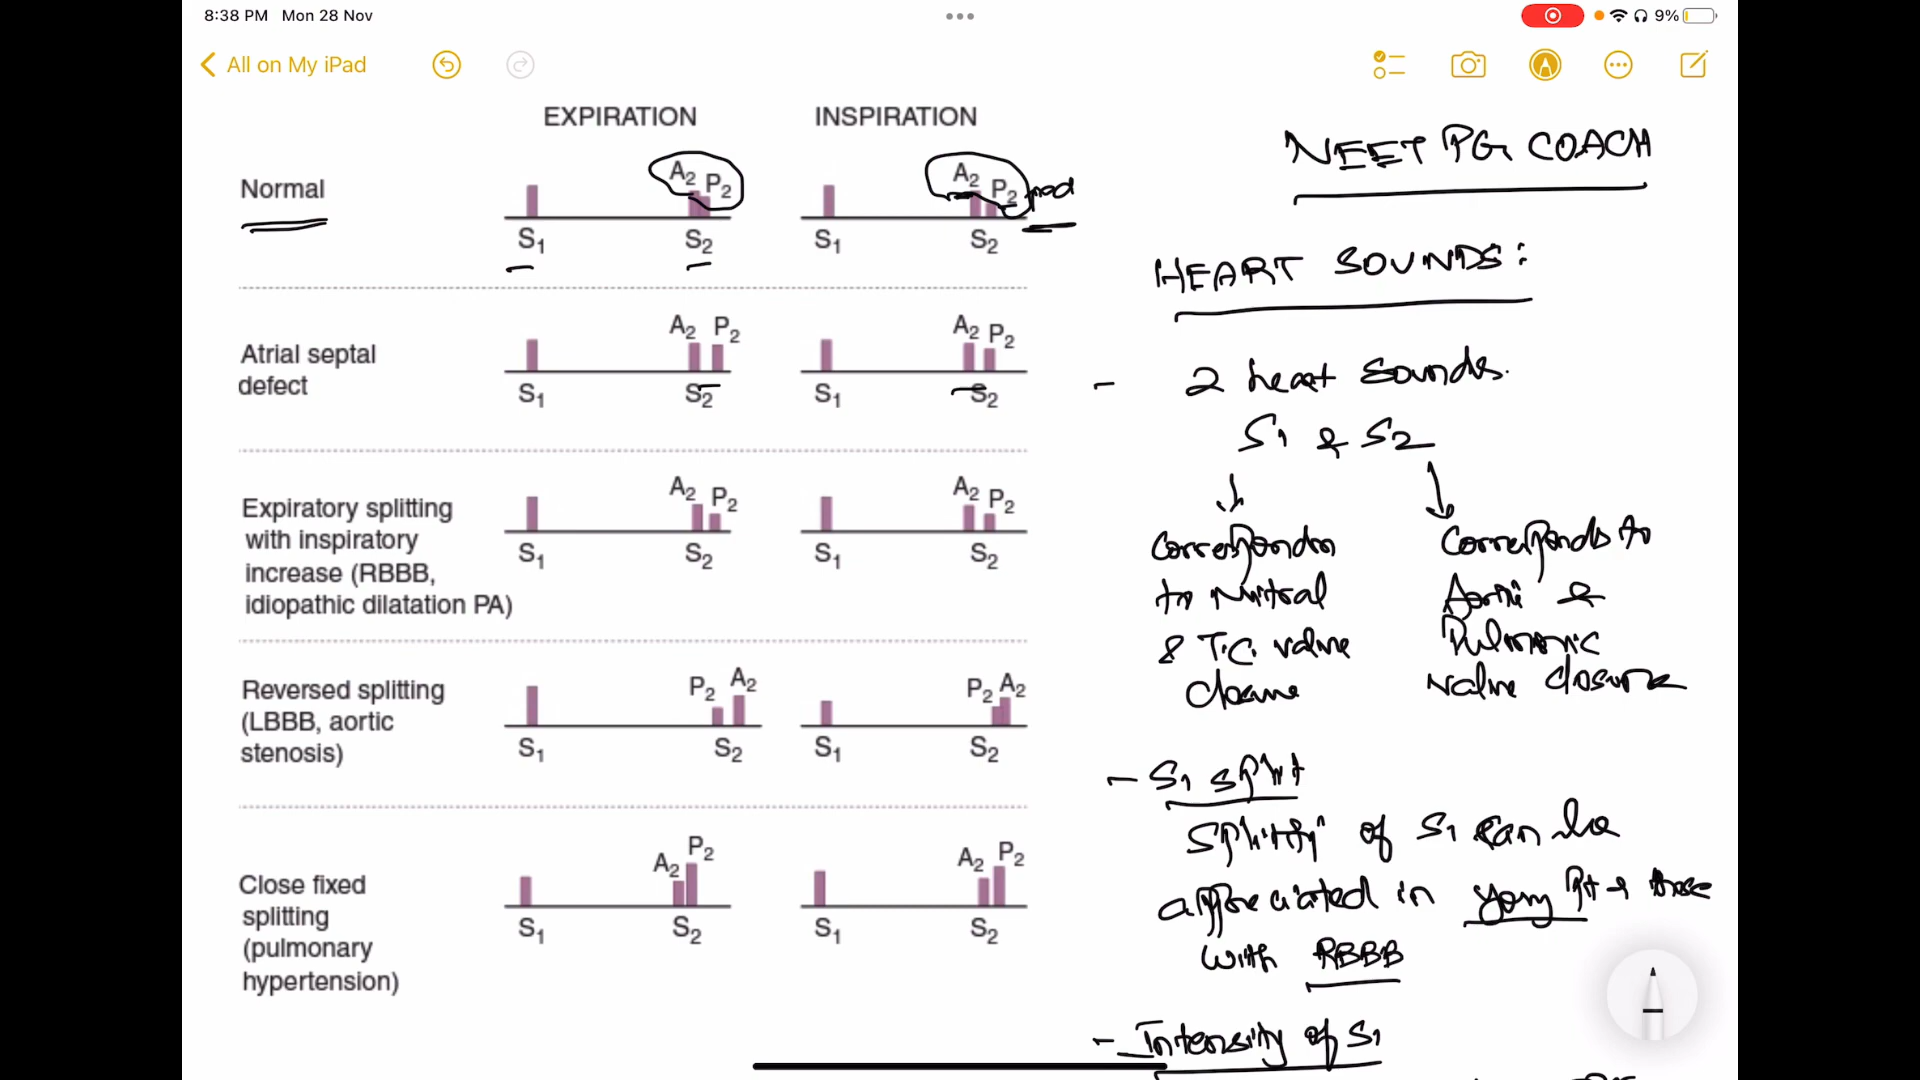 8:38 PM Mon 28 Nov
9%
All on My iPad
EXPIRATION INSPIRATION
Normal
A2 P2
S1 S2
A2 P2
S1 S2
Atrial septal
defect
A2 P2
S1 S2
A2 P2
S1 S2
Expiratory splitting
with inspiratory
increase (RBBB,
idiopathic dilatation PA)
A2 P2
S1 S2
A2 P2
S1 S2
Reversed splitting
(LBBB, aortic
stenosis)
P2 A2
S1 S2
P2 A2
S1 S2
Close fixed
splitting
(pulmonary
hypertension)
A2 P2
S1 S2
A2 P2
S1 S2
NEET PG COACH
HEART SOUNDS:
- 2 heart Sounds.
S1 & S2
to Mitral
& T.C. valve
Corresponds to
Aortic &
Pulmonic
valve closure
- S1 split
of S1 can be
appreciated in young Pt + those
with RBBB
- Intensity of S1